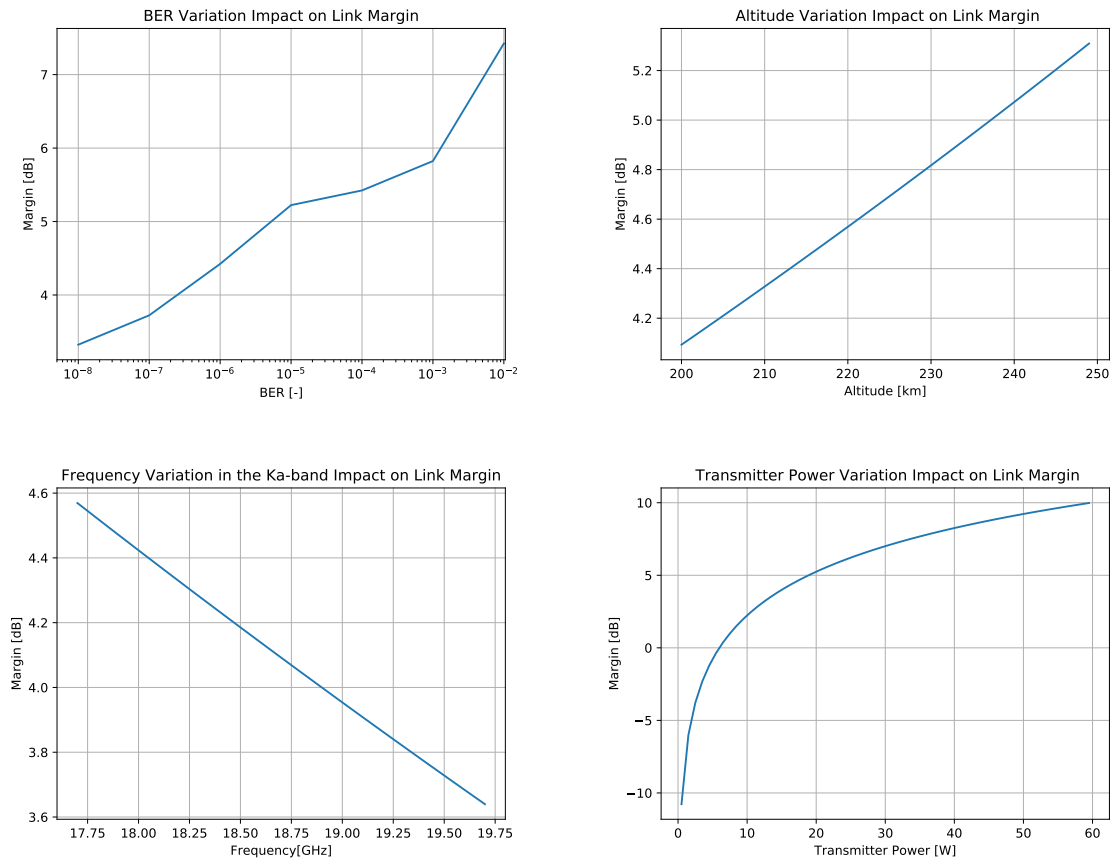 BER Variation Impact on Link Margin
Margin [dB]
7
6
5
4
10⁻⁸ 10⁻⁷ 10⁻⁶ 10⁻⁵ 10⁻⁴ 10⁻³ 10⁻²
BER [-]
Altitude Variation Impact on Link Margin
Margin [dB]
5.2
5.0
4.8
4.6
4.4
4.2
200 210 220 230 240 250
Altitude [km]
Frequency Variation in the Ka-band Impact on Link Margin
Margin [dB]
4.6
4.4
4.2
4.0
3.8
3.6
17.75 18.00 18.25 18.50 18.75 19.00 19.25 19.50 19.75
Frequency[GHz]
Transmitter Power Variation Impact on Link Margin
Margin [dB]
10
5
0
−5
−10
0 10 20 30 40 50 60
Transmitter Power [W]